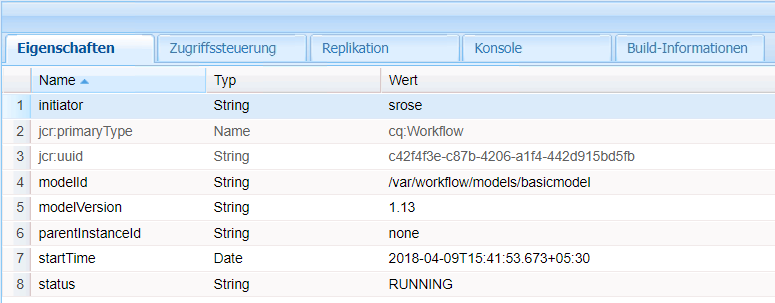 Eigenschaften Zugriffssteuerung Replikation Konsole Build-Informationen
Name Typ Wert
1 initiator String srose
2 jcr:primaryType Name cq:Workflow
3 jcr:uuid String c42f4f3e-c87b-4206-a1f4-442d915bd5fb
4 modelId String /var/workflow/models/basicmodel
5 modelVersion String 1.13
6 parentInstanceId String none
7 startTime Date 2018-04-09T15:41:53.673+05:30
8 status String RUNNING